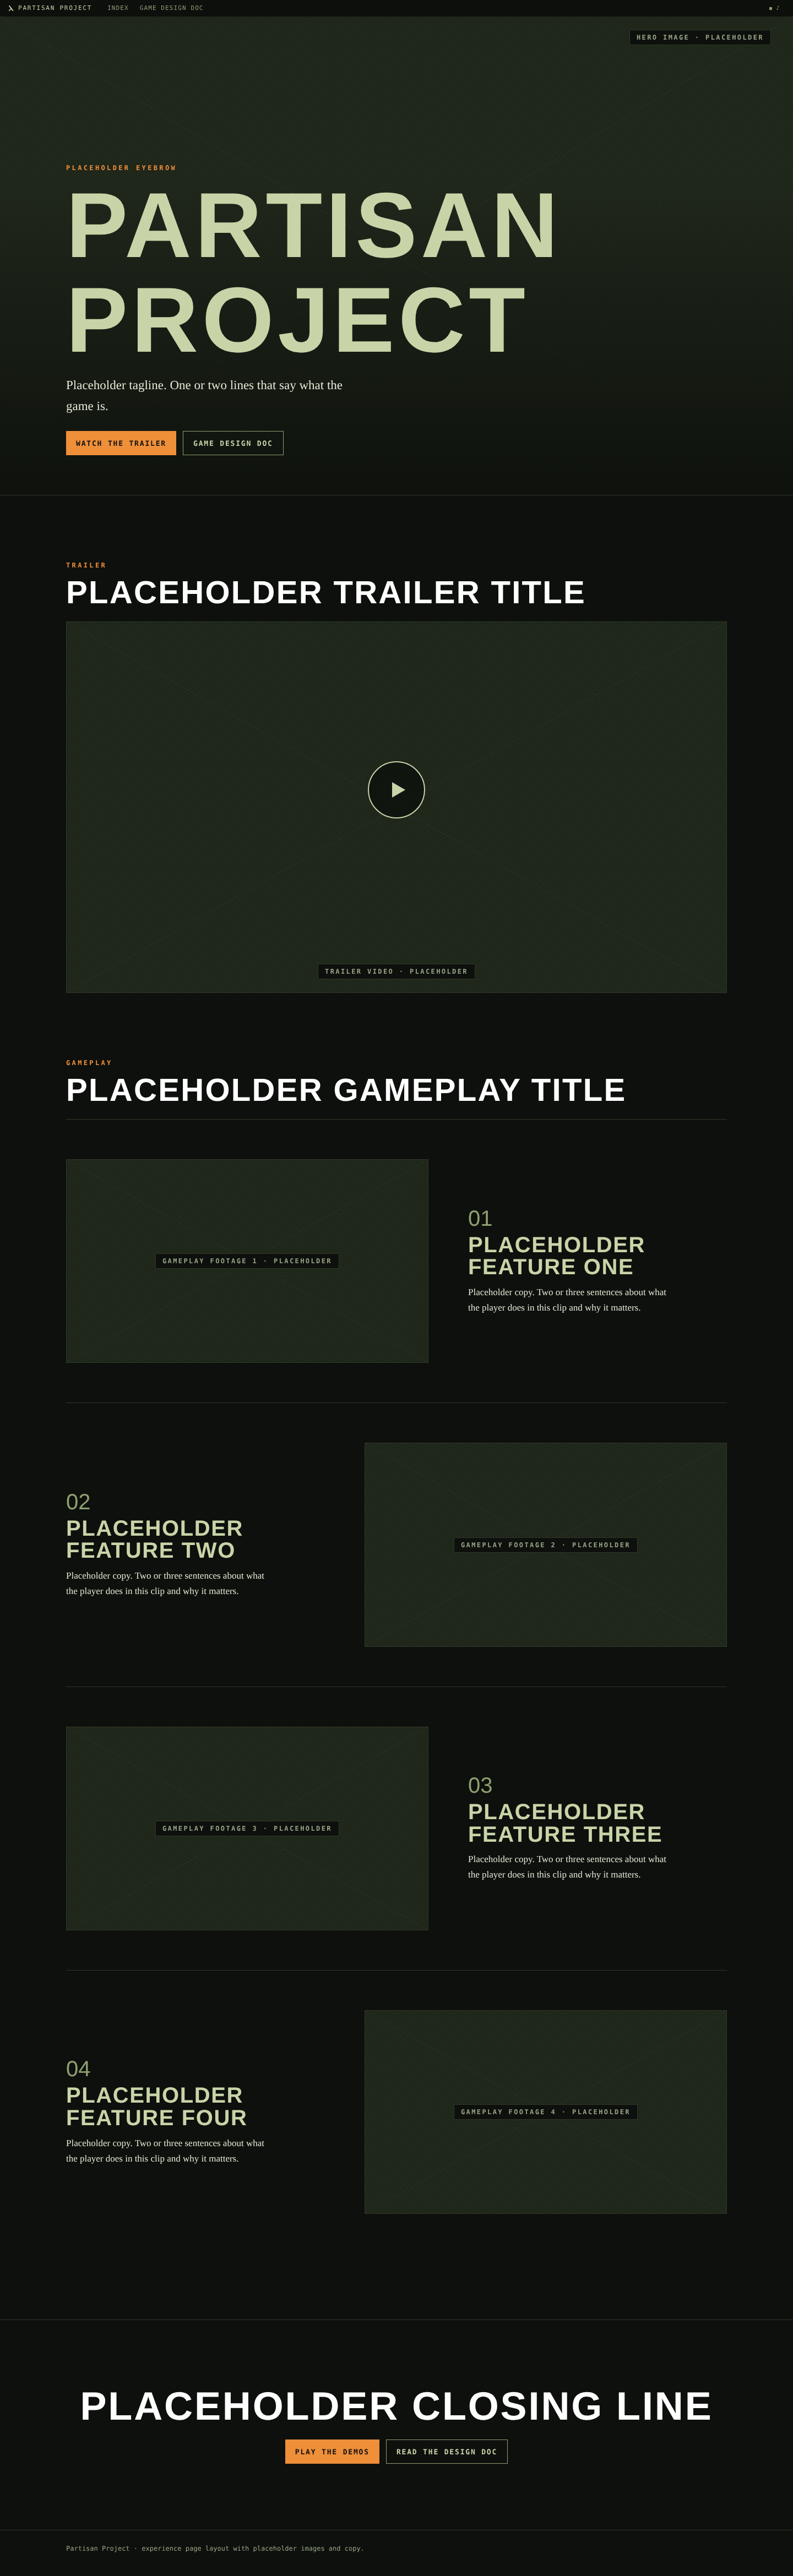 PARTISAN PROJECT INDEX GAME DESIGN DOC
HERO IMAGE · PLACEHOLDER
PLACEHOLDER EYEBROW
PARTISAN
PROJECT
Placeholder tagline. One or two lines that say what the
game is.
WATCH THE TRAILER GAME DESIGN DOC
TRAILER
PLACEHOLDER TRAILER TITLE
TRAILER VIDEO · PLACEHOLDER
GAMEPLAY
PLACEHOLDER GAMEPLAY TITLE
GAMEPLAY FOOTAGE 1 · PLACEHOLDER
01
PLACEHOLDER
FEATURE ONE
Placeholder copy. Two or three sentences about what
the player does in this clip and why it matters.
02
PLACEHOLDER
FEATURE TWO
Placeholder copy. Two or three sentences about what
the player does in this clip and why it matters.
GAMEPLAY FOOTAGE 2 · PLACEHOLDER
GAMEPLAY FOOTAGE 3 · PLACEHOLDER
03
PLACEHOLDER
FEATURE THREE
Placeholder copy. Two or three sentences about what
the player does in this clip and why it matters.
04
PLACEHOLDER
FEATURE FOUR
Placeholder copy. Two or three sentences about what
the player does in this clip and why it matters.
GAMEPLAY FOOTAGE 4 · PLACEHOLDER
PLACEHOLDER CLOSING LINE
PLAY THE DEMOS READ THE DESIGN DOC
Partisan Project · experience page layout with placeholder images and copy.